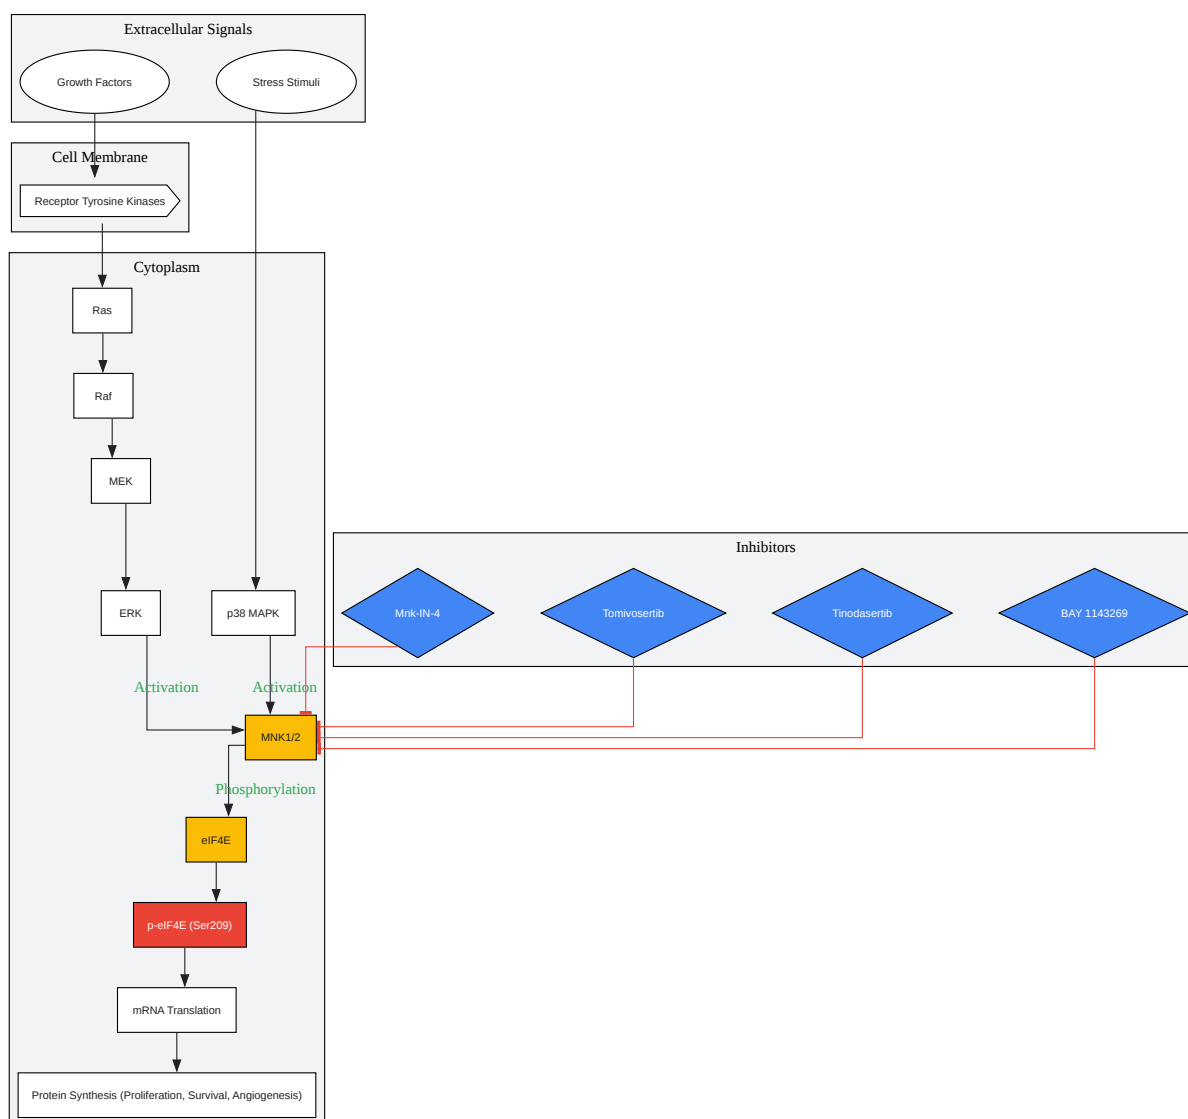 Extracellular Signals
Growth Factors
Stress Stimuli
Cell Membrane
Receptor Tyrosine Kinases
Cytoplasm
Ras
Raf
MEK
ERK
p38 MAPK
Inhibitors
Mnk-IN-4
Tomivosertib
Tinodasertib
BAY 1143269
Activation
Activation
MNK1/2
Phosphorylation
eIF4E
p-eIF4E (Ser209)
mRNA Translation
Protein Synthesis (Proliferation, Survival, Angiogenesis)